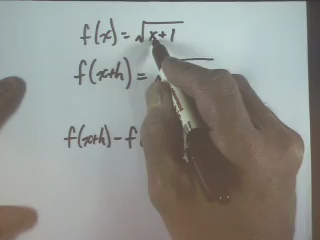 f(x) = √x+1
f(x+h) = √
f(x+h) - f